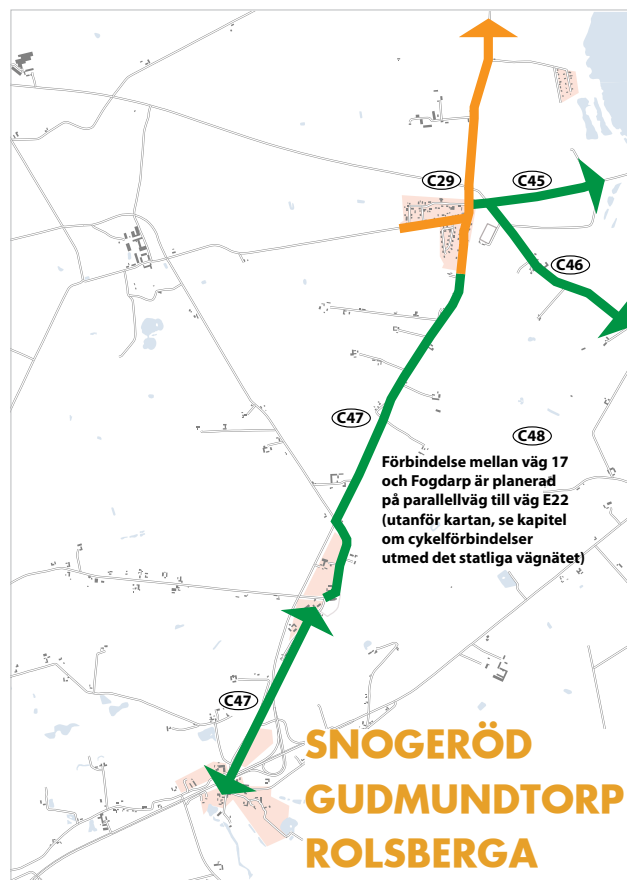 C29
C45
C46
C47
C48
Förbindelse mellan väg 17
och Fogdarp är planerad
på parallellväg till väg E22
(utanför kartan, se kapitel
om cykelförbindelser
utmed det statliga vägnätet)
C47
SNOGERÖD
GUDMUNDTORP
ROLSBERGA